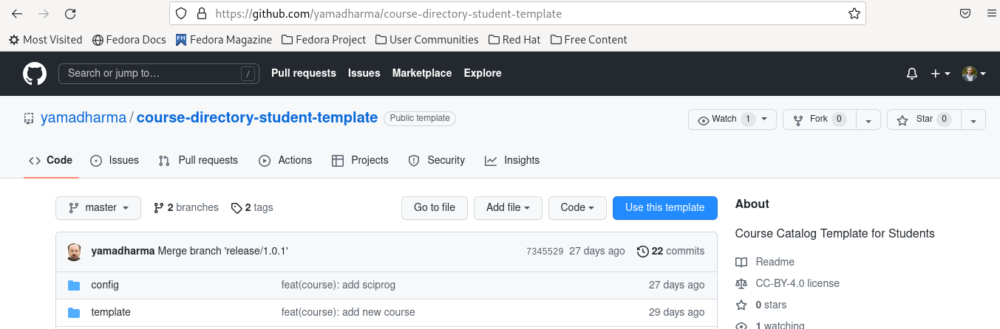 https://github.com/yamadharma/course-directory-student-template
Most Visited Fedora Docs Fedora Magazine Fedora Project User Communities Red Hat Free Content
Search or jump to… / Pull requests Issues Marketplace Explore
yamadharma / course-directory-student-template Public template Watch 1 Fork 0 Star 0
Code Issues Pull requests Actions Projects Security Insights
master 2 branches 2 tags Go to file Add file Code Use this template
About
yamadharma Merge branch 'release/1.0.1' 7345529 27 days ago 22 commits
Course Catalog Template for Students
Readme
config feat(course): add sciprog 27 days ago
CC-BY-4.0 license
0 stars
template feat(course): add new course 29 days ago
1 watching